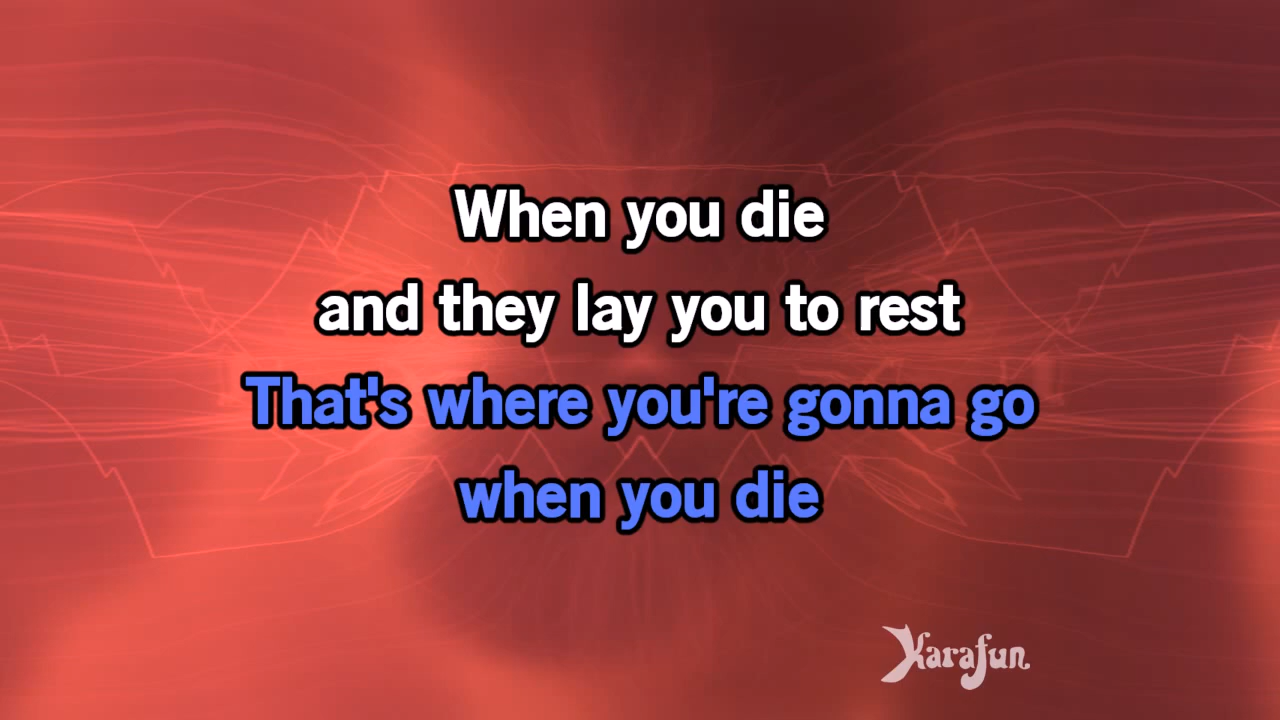 When you die
and they lay you to rest
That's where you're gonna go
when you die
Karafun